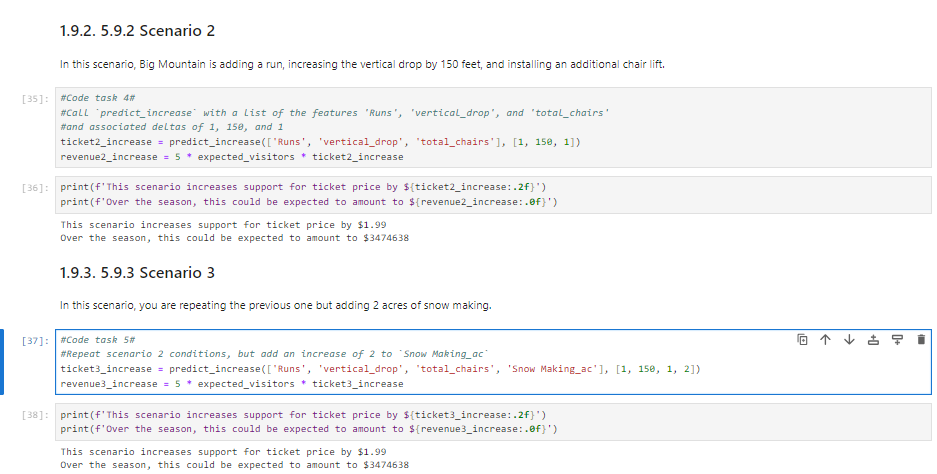 1.9.2. 5.9.2 Scenario 2
In this scenario, Big Mountain is adding a run, increasing the vertical drop by 150 feet, and installing an additional chair lift.
[35]: #Code task 4#
#Call `predict_increase` with a list of the features 'Runs', 'vertical_drop', and 'total_chairs'
#and associated deltas of 1, 150, and 1
ticket2_increase = predict_increase(['Runs', 'vertical_drop', 'total_chairs'], [1, 150, 1])
revenue2_increase = 5 * expected_visitors * ticket2_increase
[36]: print(f'This scenario increases support for ticket price by ${ticket2_increase:.2f}')
print(f'Over the season, this could be expected to amount to ${revenue2_increase:.0f}')
This scenario increases support for ticket price by $1.99
Over the season, this could be expected to amount to $3474638
1.9.3. 5.9.3 Scenario 3
In this scenario, you are repeating the previous one but adding 2 acres of snow making.
[37]: #Code task 5#
#Repeat scenario 2 conditions, but add an increase of 2 to `Snow Making_ac`
ticket3_increase = predict_increase(['Runs', 'vertical_drop', 'total_chairs', 'Snow Making_ac'], [1, 150, 1, 2])
revenue3_increase = 5 * expected_visitors * ticket3_increase
[38]: print(f'This scenario increases support for ticket price by ${ticket3_increase:.2f}')
print(f'Over the season, this could be expected to amount to ${revenue3_increase:.0f}')
This scenario increases support for ticket price by $1.99
Over the season, this could be expected to amount to $3474638